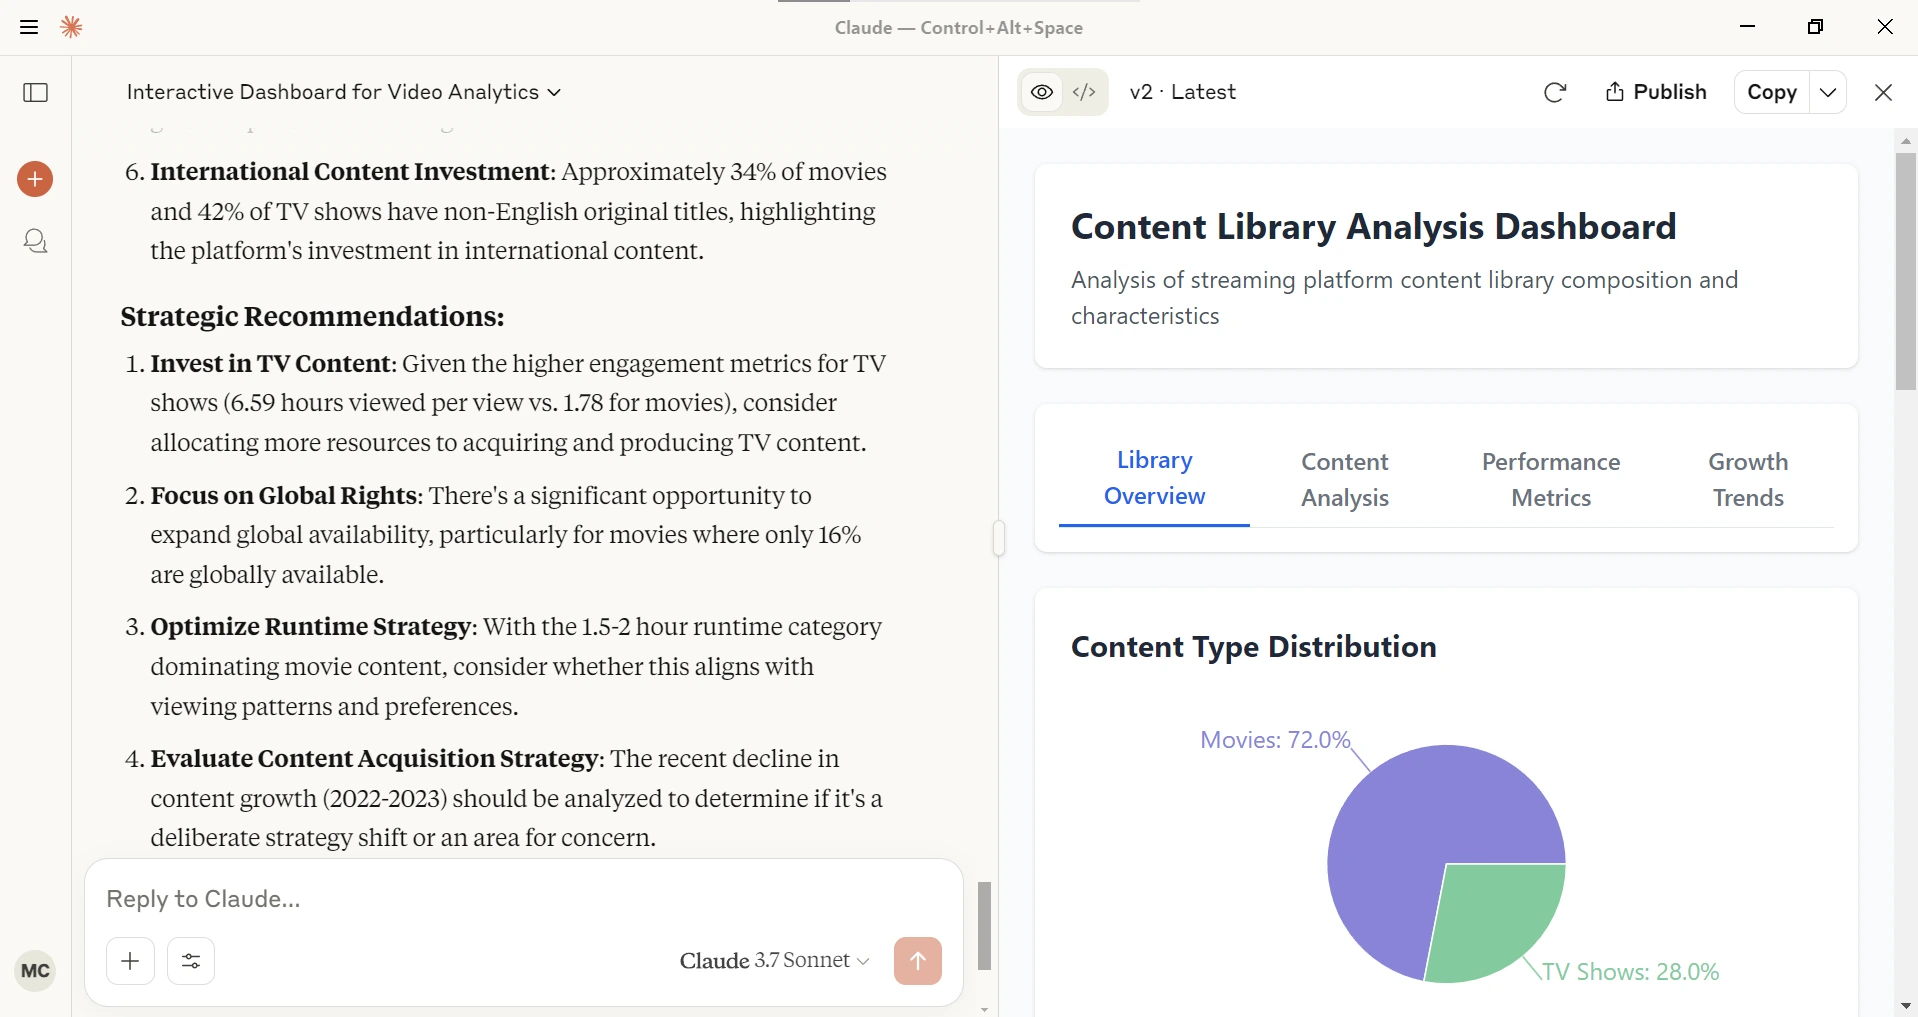 Claude — Control+Alt+Space
Interactive Dashboard for Video Analytics
6. International Content Investment: Approximately 34% of movies
and 42% of TV shows have non-English original titles, highlighting
the platform's investment in international content.
Strategic Recommendations:
1. Invest in TV Content: Given the higher engagement metrics for TV
shows (6.59 hours viewed per view vs. 1.78 for movies), consider
allocating more resources to acquiring and producing TV content.
2. Focus on Global Rights: There's a significant opportunity to
expand global availability, particularly for movies where only 16%
are globally available.
3. Optimize Runtime Strategy: With the 1.5-2 hour runtime category
dominating movie content, consider whether this aligns with
viewing patterns and preferences.
4. Evaluate Content Acquisition Strategy: The recent decline in
content growth (2022-2023) should be analyzed to determine if it's a
deliberate strategy shift or an area for concern.
Reply to Claude...
Claude 3.7 Sonnet
MC
</> v2 · Latest
Publish
Copy
Content Library Analysis Dashboard
Analysis of streaming platform content library composition and
characteristics
Library
Overview
Content
Analysis
Performance
Metrics
Growth
Trends
Content Type Distribution
Movies: 72.0%
TV Shows: 28.0%